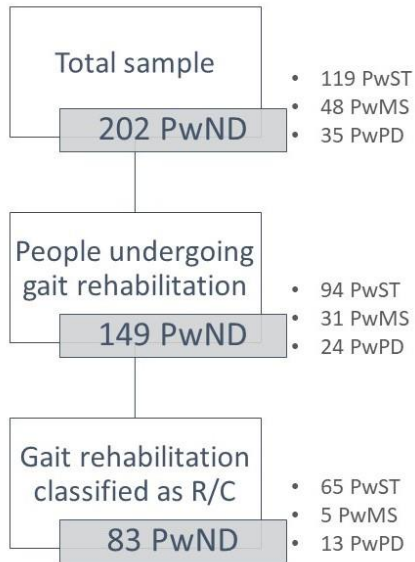 Total sample
202 PwND
• 119 PwST
• 48 PwMS
• 35 PwPD
People undergoing
gait rehabilitation
149 PwND
• 94 PwST
• 31 PwMS
• 24 PwPD
Gait rehabilitation
classified as R/C
83 PwND
• 65 PwST
• 5 PwMS
• 13 PwPD